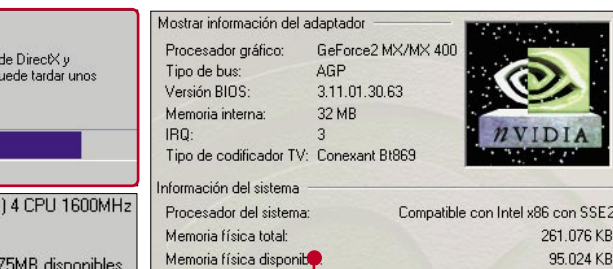 de DirectX y
uede tardar unos
) 4 CPU 1600MHz
75MB disponibles
Mostrar información del adaptador
Procesador gráfico: GeForce2 MX/MX 400
Tipo de bus: AGP
Versión BIOS: 3.11.01.30.63
Memoria interna: 32 MB
IRQ: 3
Tipo de codificador TV: Conexant Bt869
nVIDIA
Información del sistema
Procesador del sistema: Compatible con Intel x86 con SSE2
Memoria física total: 261.076 KB
Memoria física disponib 95.024 KB